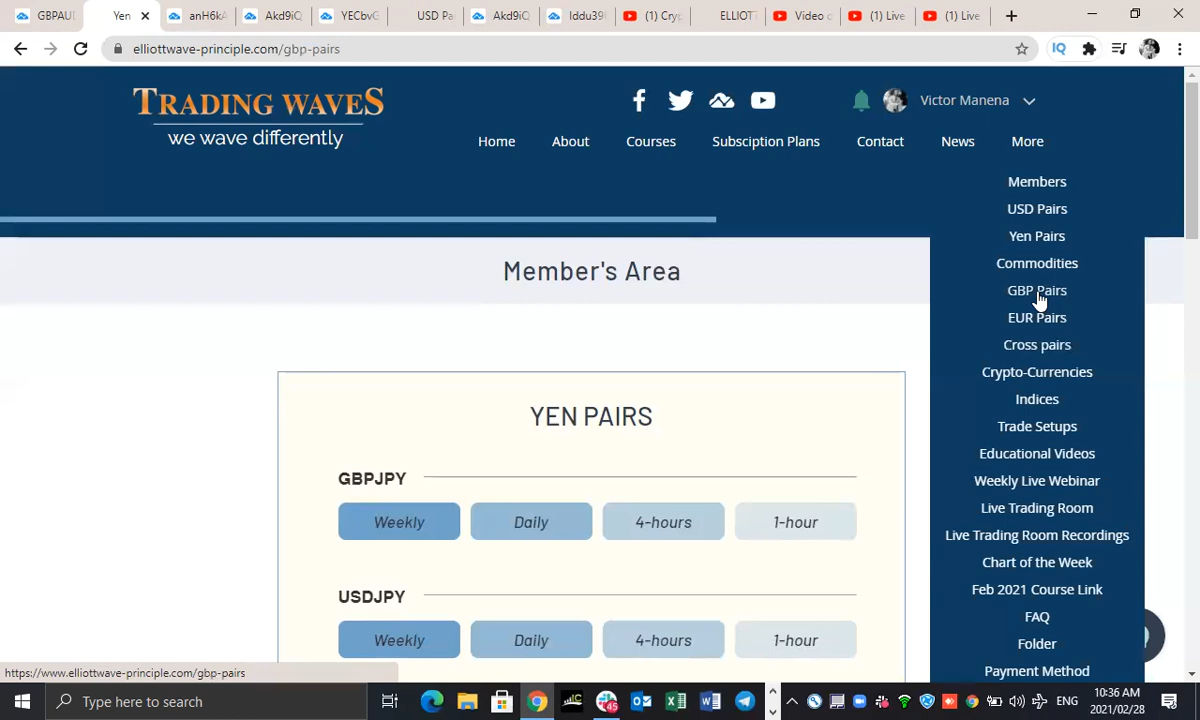 GBPAU
Yen
anH6kA
Akd9iQ
YECbvG
USD Pa
Akd9iQ
(1) Cryp
ELLIOTT
Video c
(1) Live
(1) Live
elliottwave-principle.com/gbp-pairs
IQ
TRADING WAVES
we wave differently
Victor Manena
Home About Courses Subsciption Plans Contact News More
Members
USD Pairs
Yen Pairs
Commodities
GBP Pairs
EUR Pairs
Cross pairs
Crypto-Currencies
Indices
Trade Setups
Educational Videos
Weekly Live Webinar
Live Trading Room
Live Trading Room Recordings
Chart of the Week
Feb 2021 Course Link
FAQ
Folder
Payment Method
Member's Area
YEN PAIRS
GBPJPY
Weekly Daily 4-hours 1-hour
USDJPY
Weekly Daily 4-hours 1-hour
https://www.elliottwave-principle.com/gbp-pairs
Type here to search
45
ENG
10:36 AM
2021/02/28